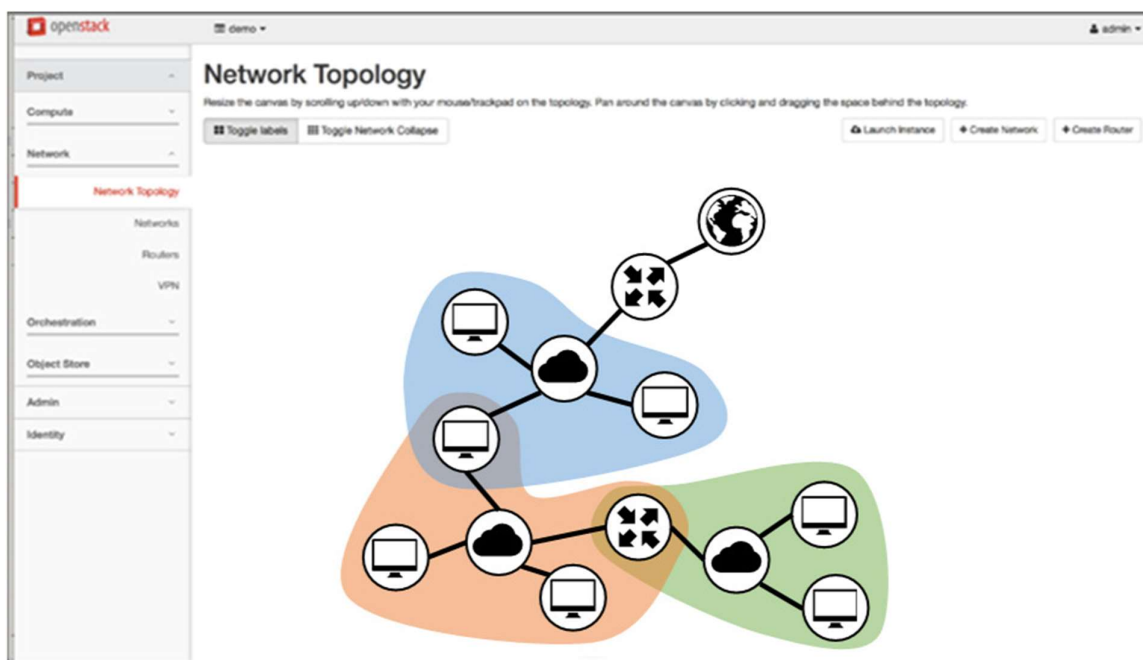 openstack
demo
admin
Project
Compute
Network
Network Topology
Networks
Routers
VPN
Orchestration
Object Store
Admin
Identity
Network Topology
Resize the canvas by scrolling up/down with your mouse/trackpad on the topology. Pan around the canvas by clicking and dragging the space behind the topology.
Toggle labels Toggle Network Collapse
Launch Instance + Create Network + Create Router